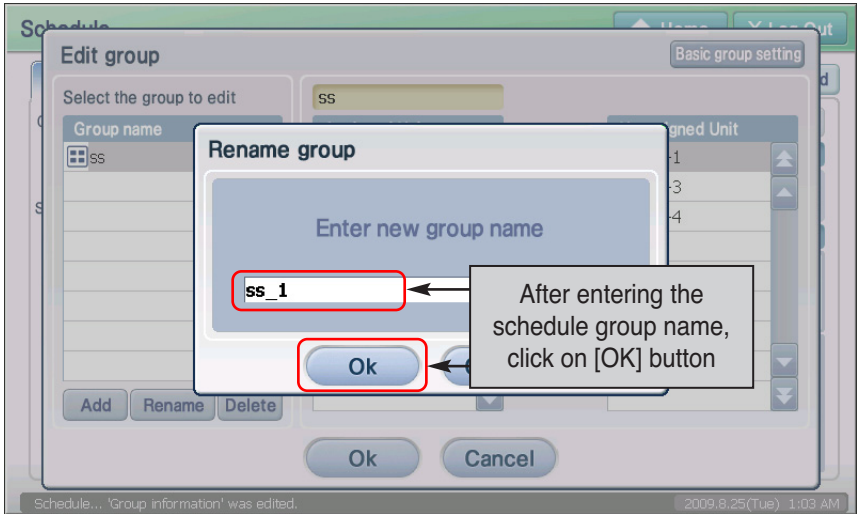 Schedule
Home
X Log Out
Edit group
Basic group setting
Select the group to edit
ss
Group name
ss
Unit
-1
-3
-4
Rename group
Enter new group name
ss_1
After entering the
schedule group name,
click on [OK] button
Ok
Add
Rename
Delete
Ok
Cancel
Schedule... 'Group information' was edited.
2009.8.25(Tue) 1:03 AM